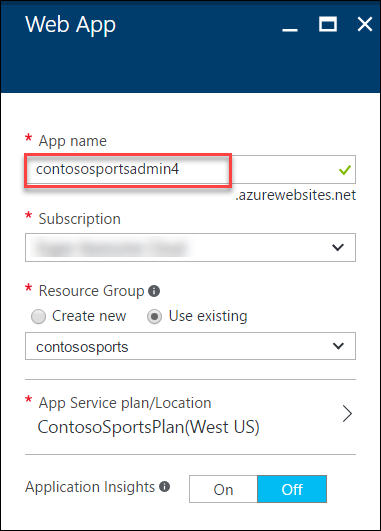 Web App
* App name
contososportsadmin4
.azurewebsites.net
* Subscription
* Resource Group
Create new Use existing
contososports
* App Service plan/Location
ContosoSportsPlan(West US)
Application Insights On Off